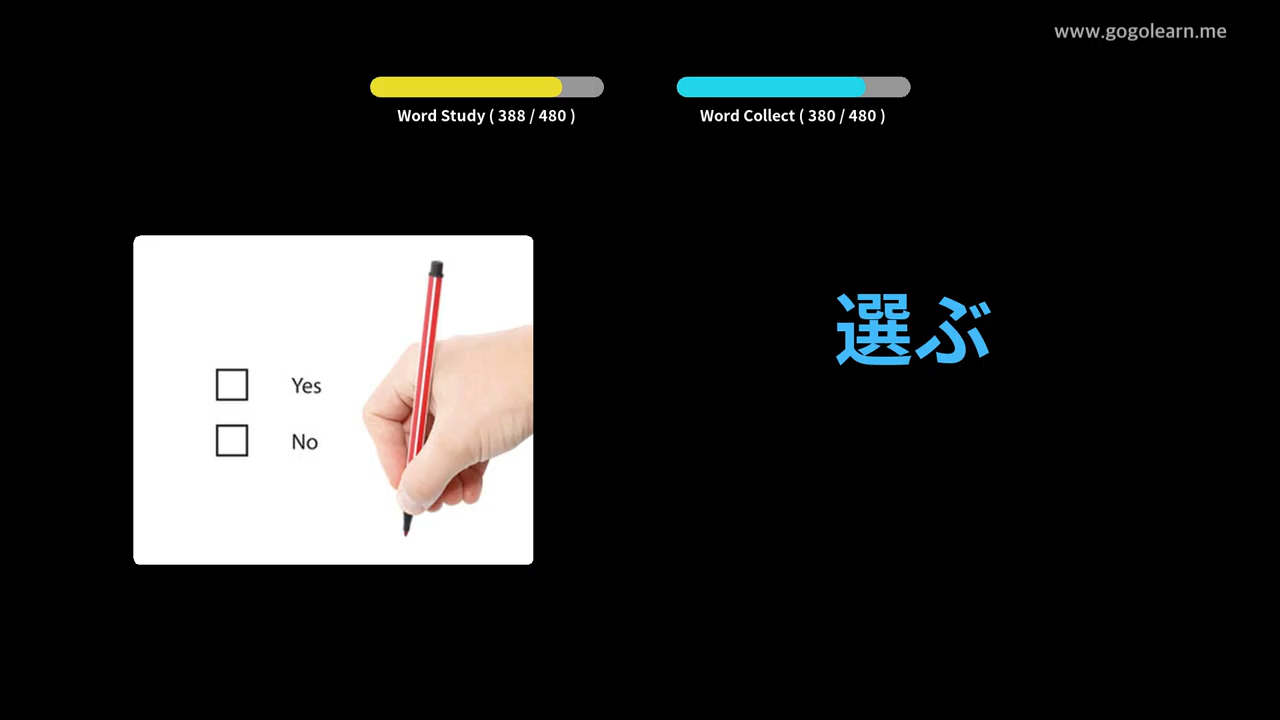 www.gogolearn.me
Word Study ( 388 / 480 )
Word Collect ( 380 / 480 )
Yes
No
選ぶ